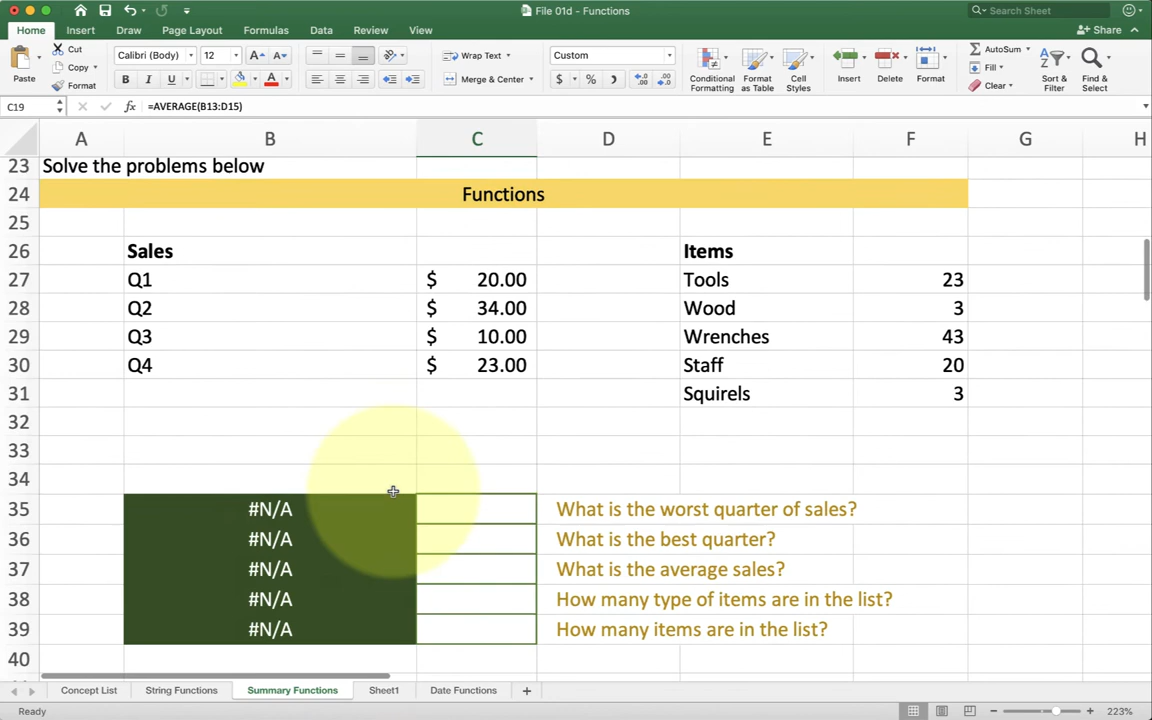 File 01d - Functions
Search Sheet
Home Insert Draw Page Layout Formulas Data Review View
Share
Paste
Cut
Copy
Format
Calibri (Body) 12
B I U
Wrap Text
Merge & Center
Custom
$ % )
Conditional Formatting
Format as Table
Cell Styles
Insert
Delete
Format
AutoSum
Fill
Clear
Sort & Filter
Find & Select
C19 fx =AVERAGE(B13:D15)
A B C D E F G H
23 Solve the problems below
24 Functions
25
26 Sales Items
27 Q1 $ 20.00 Tools 23
28 Q2 $ 34.00 Wood 3
29 Q3 $ 10.00 Wrenches 43
30 Q4 $ 23.00 Staff 20
31 Squirels 3
32
33
34
35 #N/A What is the worst quarter of sales?
36 #N/A What is the best quarter?
37 #N/A What is the average sales?
38 #N/A How many type of items are in the list?
39 #N/A How many items are in the list?
40
Concept List String Functions Summary Functions Sheet1 Date Functions +
Ready
223%